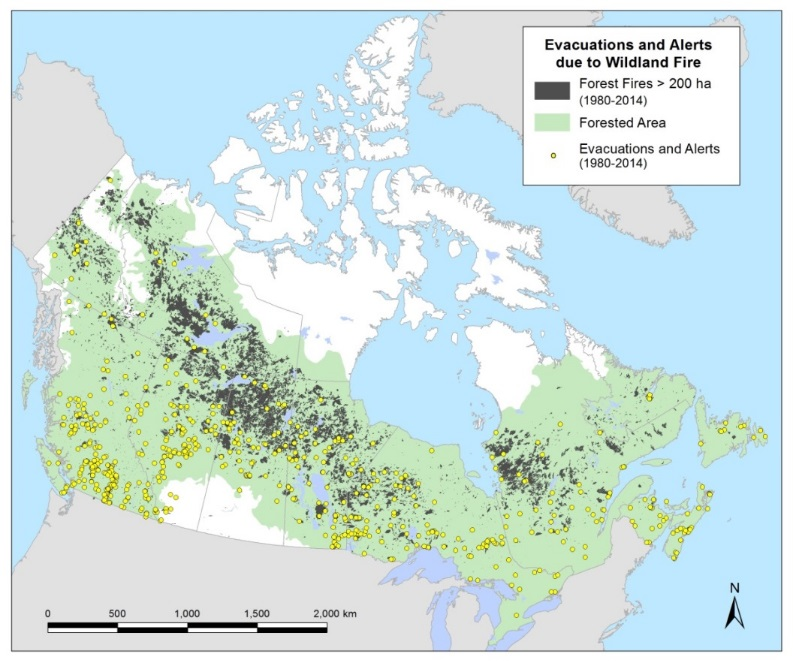 Evacuations and Alerts
due to Wildland Fire
Forest Fires > 200 ha
(1980-2014)
Forested Area
Evacuations and Alerts
(1980-2014)
N
0 500 1,000 1,500 2,000 km